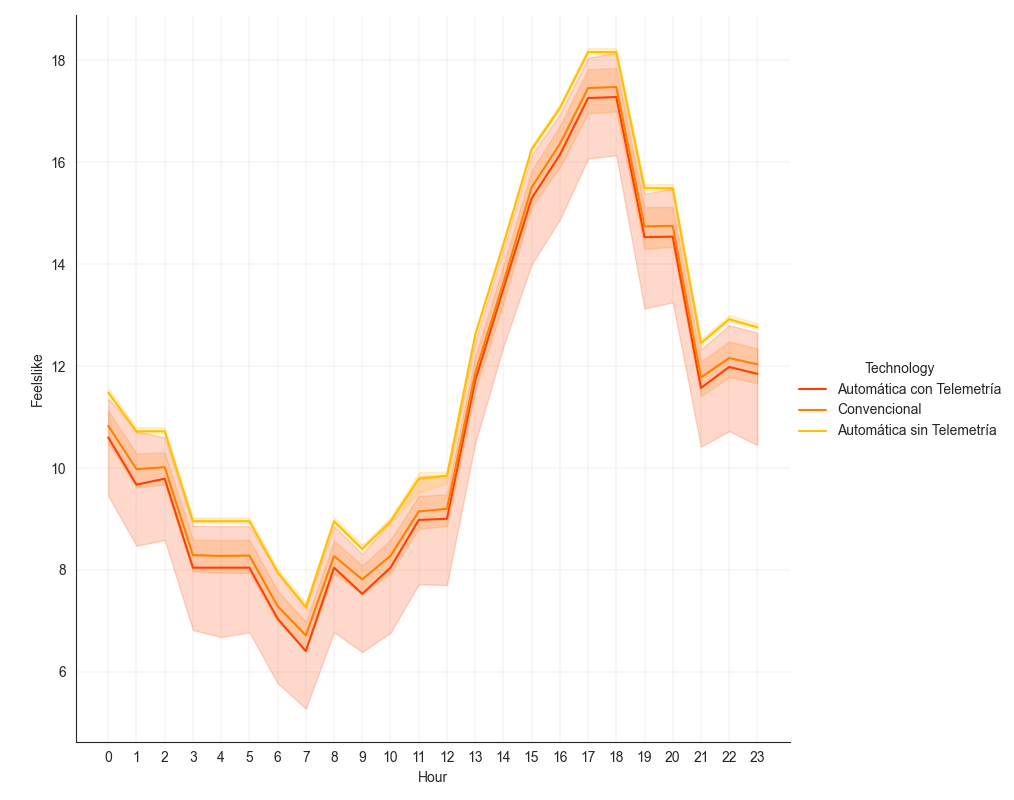 18
16
14
12
10
8
6
Feelslike
0 1 2 3 4 5 6 7 8 9 10 11 12 13 14 15 16 17 18 19 20 21 22 23
Hour
Technology
Automática con Telemetría
Convencional
Automática sin Telemetría